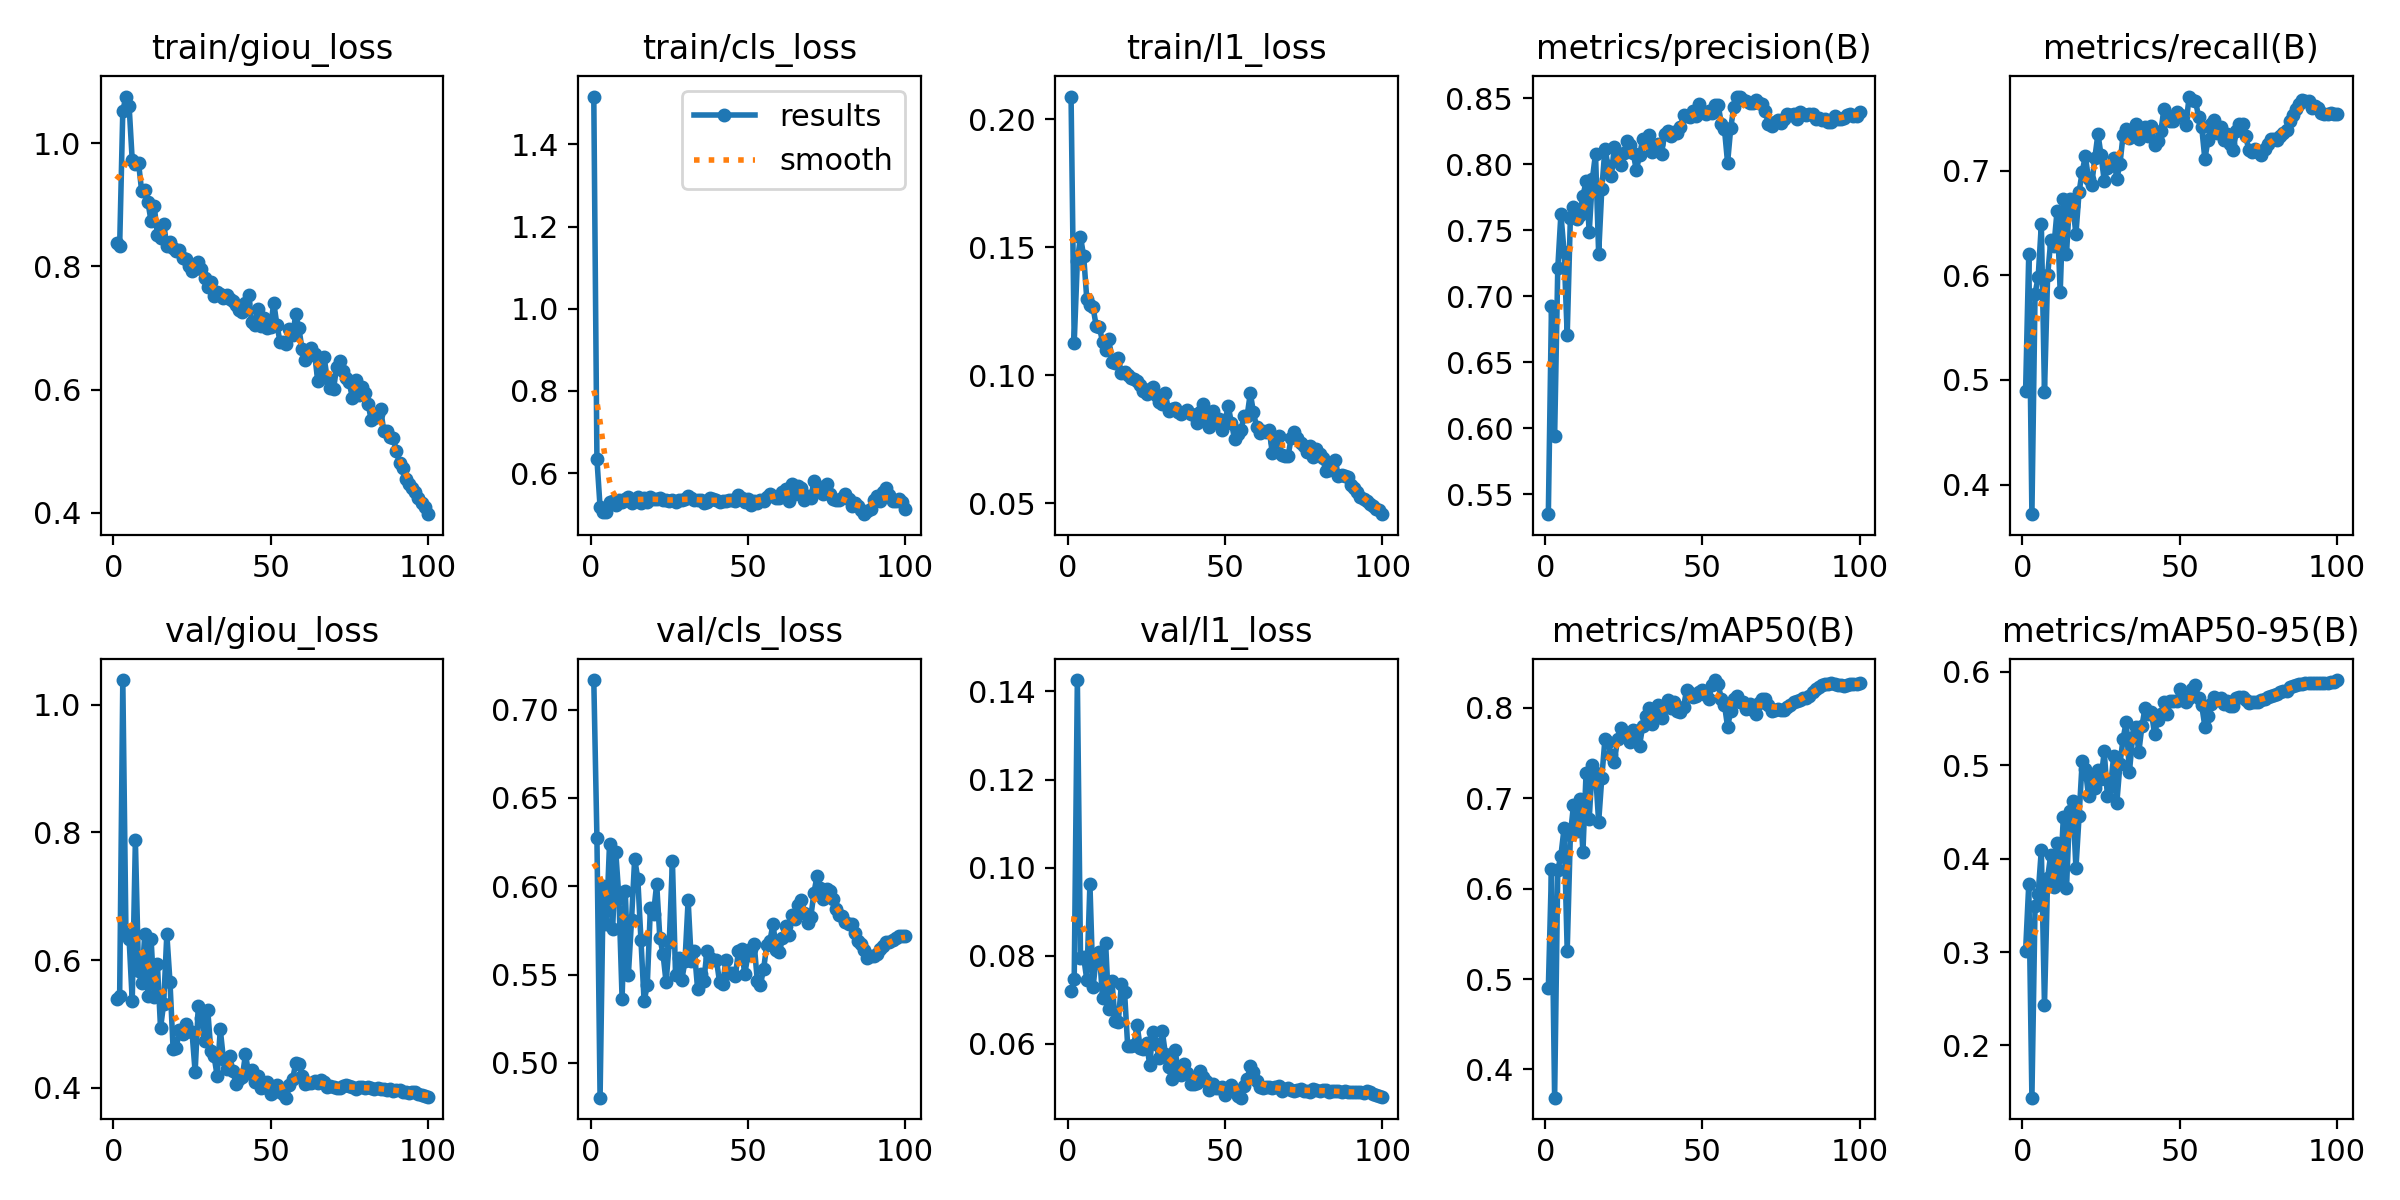 train/giou_loss
1.0
0.8
0.6
0.4
0 50 100
train/cls_loss
results
smooth
1.4
1.2
1.0
0.8
0.6
0 50 100
train/l1_loss
0.20
0.15
0.10
0.05
0 50 100
metrics/precision(B)
0.85
0.80
0.75
0.70
0.65
0.60
0.55
0 50 100
metrics/recall(B)
0.7
0.6
0.5
0.4
0 50 100
val/giou_loss
1.0
0.8
0.6
0.4
0 50 100
val/cls_loss
0.70
0.65
0.60
0.55
0.50
0 50 100
val/l1_loss
0.14
0.12
0.10
0.08
0.06
0 50 100
metrics/mAP50(B)
0.8
0.7
0.6
0.5
0.4
0 50 100
metrics/mAP50-95(B)
0.6
0.5
0.4
0.3
0.2
0 50 100